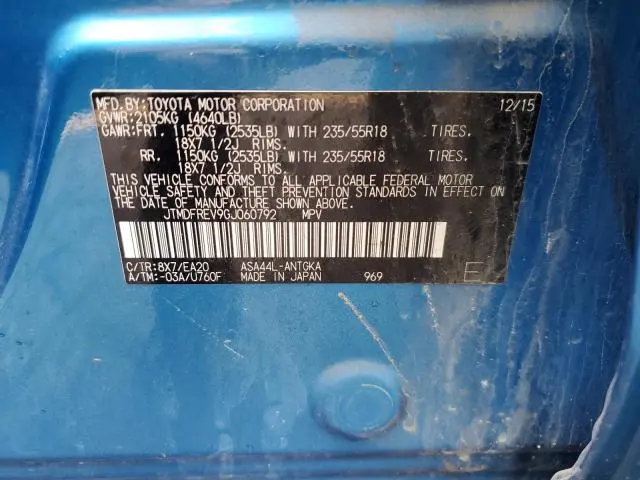 MFD.BY:TOYOTA MOTOR CORPORATION 12/15
GVWR:2105KG (4640LB)
GAWR:FRT. 1150KG (2535LB) WITH 235/55R18 TIRES.
18X7 1/2J RIMS.
RR. 1150KG (2535LB) WITH 235/55R18 TIRES.
18X7 1/2J RIMS.
THIS VEHICLE CONFORMS TO ALL APPLICABLE FEDERAL MOTOR
VEHICLE SAFETY AND THEFT PREVENTION STANDARDS IN EFFECT ON
THE DATE OF MANUFACTURE SHOWN ABOVE.
JTMDFREV9GJ060792 MPV
C/TR:8X7/EA20 ASA44L-ANTGKA
A/TM:-03A/U760F MADE IN JAPAN 969 E